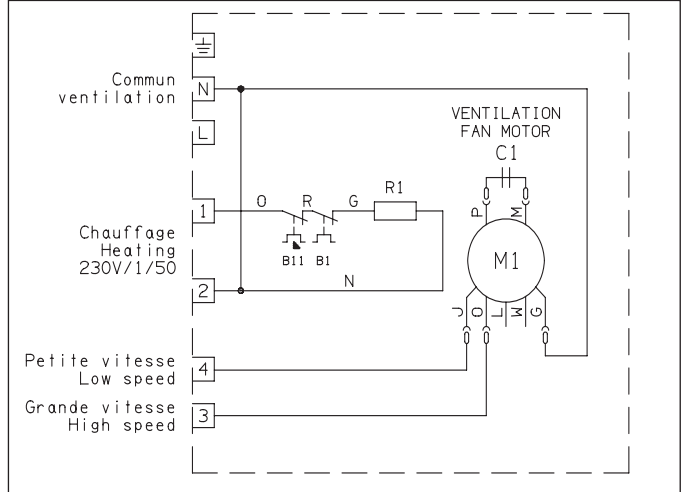 Commun
ventilation
N
L
VENTILATION
FAN MOTOR
C1
O R G R1
P M
1
Chauffage
Heating
230V/1/50
B11 B1
M1
N
2
J O L W G
Petite vitesse
Low speed
4
Grande vitesse
High speed
3